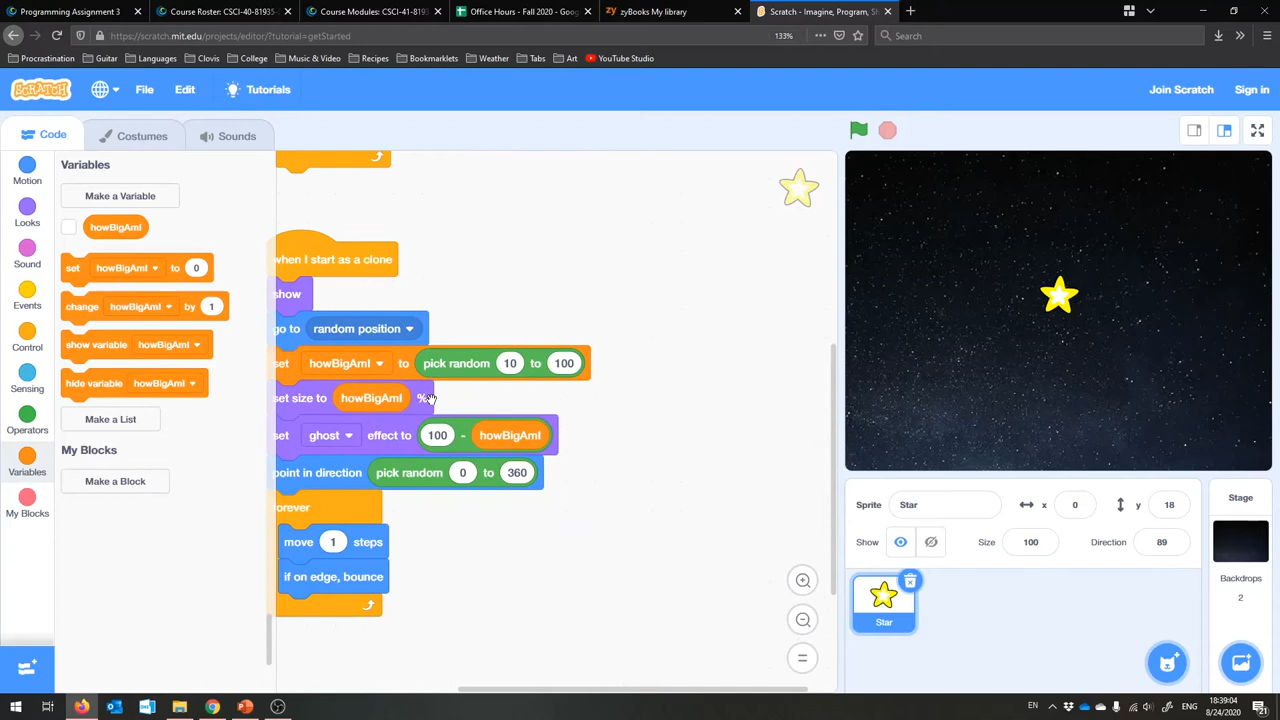 Programming Assignment 3
Course Roster: CSCI-40-81935-
Course Modules: CSCI-41-8193
Office Hours - Fall 2020 - Goog
zyBooks My library
Scratch - Imagine, Program, Sh
https://scratch.mit.edu/projects/editor/?tutorial=getStarted
133%
Search
Procrastination
Guitar
Languages
Clovis
College
Music & Video
Recipes
Bookmarklets
Weather
Tabs
Art
YouTube Studio
SCRATCH
File
Edit
Tutorials
Join Scratch
Sign in
Code
Costumes
Sounds
Motion
Looks
Sound
Events
Control
Sensing
Operators
Variables
My Blocks
Variables
Make a Variable
howBigAmI
set howBigAmI to 0
change howBigAmI by 1
show variable howBigAmI
hide variable howBigAmI
Make a List
My Blocks
Make a Block
when I start as a clone
show
go to random position
set howBigAmI to pick random 10 to 100
set size to howBigAmI %
set ghost effect to 100 - howBigAmI
point in direction pick random 0 to 360
forever
move 1 steps
if on edge, bounce
Sprite Star x 0 y 18
Show Size 100 Direction 89
Star
Stage
Backdrops
2
EN
18:39:04
8/24/2020
21